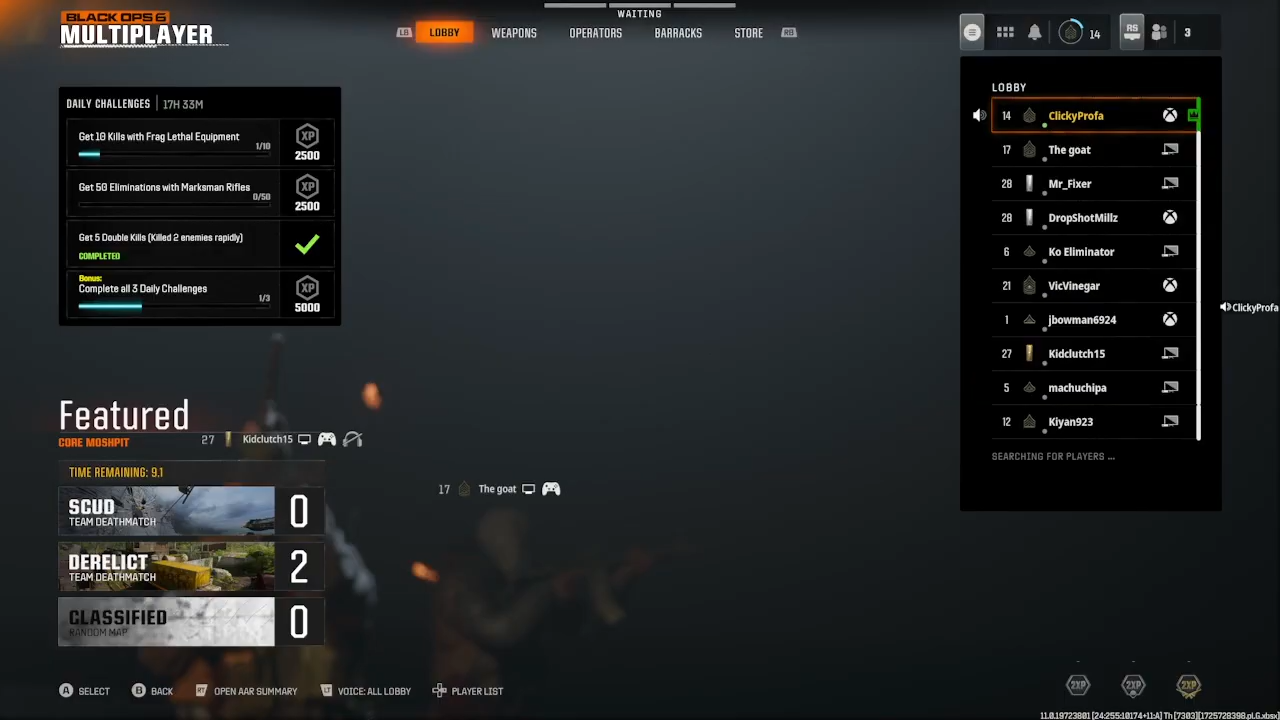 BLACK OPS 6
MULTIPLAYER
WAITING
LB
LOBBY
WEAPONS
OPERATORS
BARRACKS
STORE
RB
14
RS
3
DAILY CHALLENGES
17H 33M
Get 10 Kills with Frag Lethal Equipment
1/10
XP
2500
Get 50 Eliminations with Marksman Rifles
0/50
XP
2500
Get 5 Double Kills (Killed 2 enemies rapidly)
COMPLETED
Bonus:
Complete all 3 Daily Challenges
1/3
XP
5000
LOBBY
14 ClickyProfa
17 The goat
28 Mr_Fixer
28 DropShotMillz
6 Ko Eliminator
21 VicVinegar
1 jbowman6924
27 Kidclutch15
5 machuchipa
12 Kiyan923
SEARCHING FOR PLAYERS ...
ClickyProfa
Featured
CORE MOSHPIT
27 Kidclutch15
TIME REMAINING: 9.1
SCUD
TEAM DEATHMATCH
0
DERELICT
TEAM DEATHMATCH
2
CLASSIFIED
RANDOM MAP
0
17 The goat
A SELECT
B BACK
RT OPEN AAR SUMMARY
LT VOICE: ALL LOBBY
PLAYER LIST
2XP
2XP
2XP